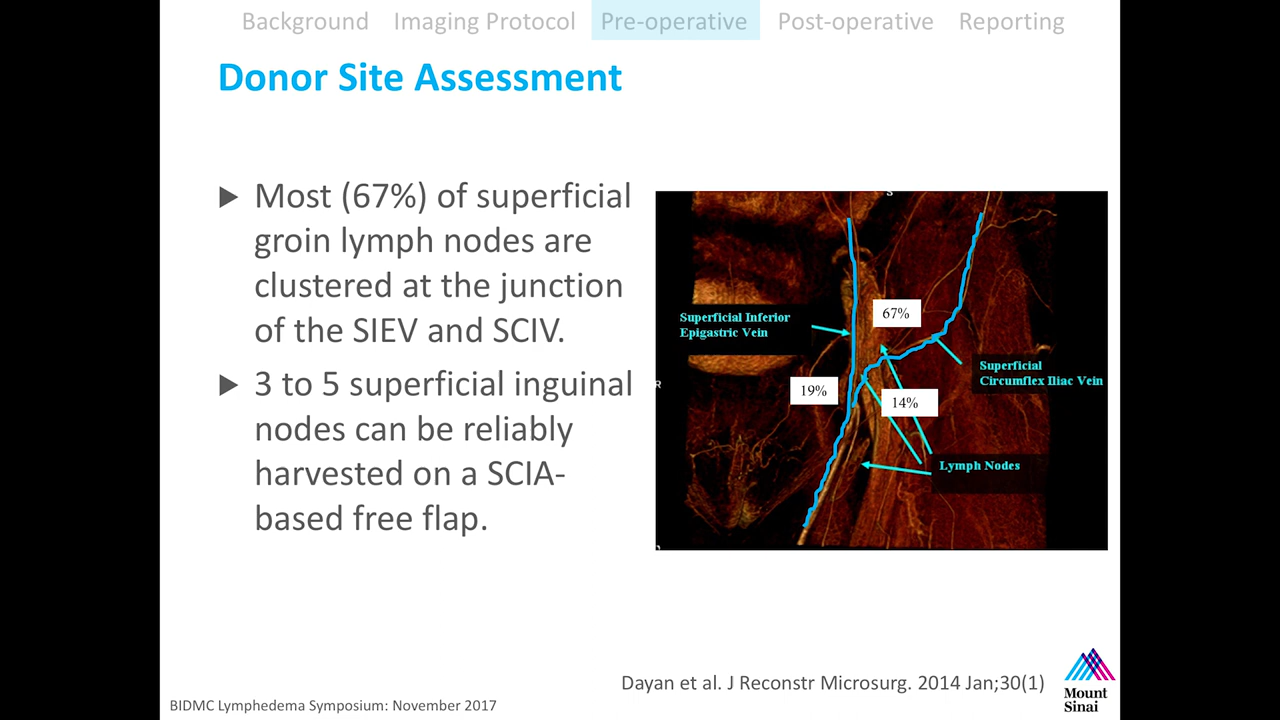 Background Imaging Protocol Pre-operative Post-operative Reporting
Donor Site Assessment
Most (67%) of superficial
groin lymph nodes are
clustered at the junction
of the SIEV and SCIV.
3 to 5 superficial inguinal
nodes can be reliably
harvested on a SCIA-
based free flap.
S
Superficial Inferior
Epigastric Vein
67%
Superficial
Circumflex Iliac Vein
R
19%
14%
Lymph Nodes
Dayan et al. J Reconstr Microsurg. 2014 Jan;30(1)
BIDMC Lymphedema Symposium: November 2017
Mount
Sinai